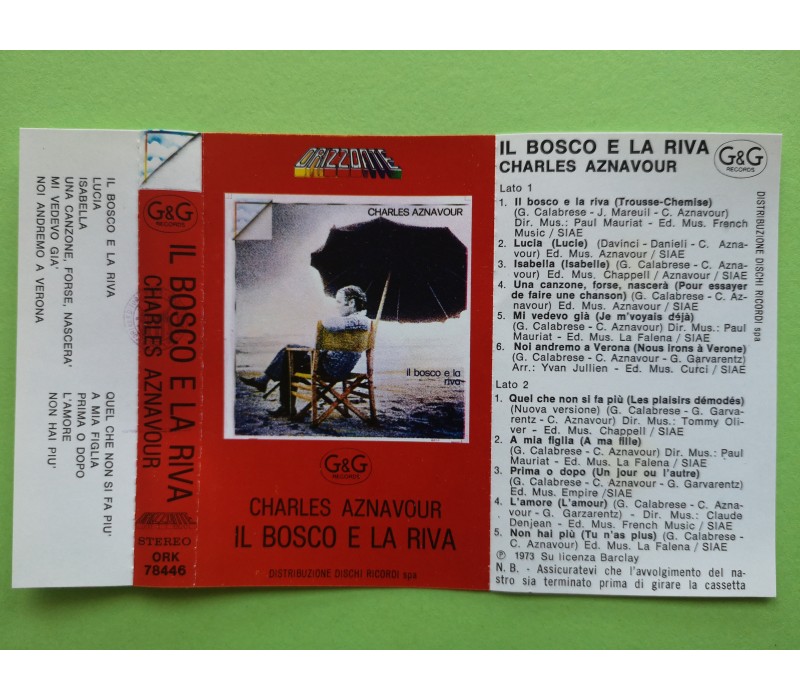 IL BOSCO E LA RIVA
LUCIA
ISABELLA
UNA CANZONE, FORSE, NASCERA'
MI VEDEVO GIA'
NOI ANDREMO A VERONA
QUEL CHE NON SI FA PIU'
A MIA FIGLIA
PRIMA O DOPO
L'AMORE
NON HAI PIU'
G&G
RECORDS
IL BOSCO E LA RIVA
CHARLES AZNAVOUR
ORIZZONTE
STEREO
ORK
78446
ORIZZONTE
CHARLES AZNAVOUR
il bosco e la
riva
G&G
RECORDS
CHARLES AZNAVOUR
IL BOSCO E LA RIVA
DISTRIBUZIONE DISCHI RICORDI spa
IL BOSCO E LA RIVA
CHARLES AZNAVOUR
G&G
RECORDS
DISTRIBUZIONE DISCHI RICORDI spa
Lato 1
1. Il bosco e la riva (Trousse-Chemise)
(G. Calabrese - J. Mareuil - C. Aznavour)
Dir. Mus.: Paul Mauriat - Ed. Mus. French
Music / SIAE
2. Lucia (Lucie) (Davinci - Danieli - C. Azna-
vour) Ed. Mus. Aznavour / SIAE
3. Isabella (Isabelle) (G. Calabrese - C. Azna-
vour) Ed. Mus. Chappell / Aznavour / SIAE
4. Una canzone, forse, nascerà (Pour essayer
de faire une chanson) (G. Calabrese - C. Az-
navour) Ed. Mus. Aznavour / SIAE
5. Mi vedevo già (Je m'voyais déjà)
(G. Calabrese - C. Aznavour) Dir. Mus.: Paul
Mauriat - Ed. Mus. La Falena / SIAE
6. Noi andremo a Verona (Nous irons à Verone)
(G. Calabrese - C. Aznavour - G. Garvarentz)
Arr.: Yvan Jullien - Ed. Mus. Curci / SIAE
Lato 2
1. Quel che non si fa più (Les plaisirs démodés)
(Nuova versione) (G. Calabrese - G. Garva-
rentz - C. Aznavour) Dir. Mus.: Tommy Oli-
ver - Ed. Mus. Chappell / SIAE
2. A mia figlia (A ma fille)
(G. Calabrese - C. Aznavour) Dir. Mus.: Paul
Mauriat - Ed. Mus. La Falena / SIAE
3. Prima o dopo (Un jour ou l'autre)
(G. Calabrese - C. Aznavour - G. Garvarentz)
Ed. Mus. Empire /SIAE
4. L'amore (L'amour) (G. Calabrese - C. Azna-
vour - G. Garzarentz) - Dir. Mus.: Claude
Denjean - Ed. Mus. French Music / SIAE
5. Non hai più (Tu n'as plus) (G. Calabrese -
C. Aznavour) Ed. Mus. La Falena / SIAE
℗ 1973 Su licenza Barclay
N. B. - Assicuratevi che l'avvolgimento del na-
stro sia terminato prima di girare la cassetta